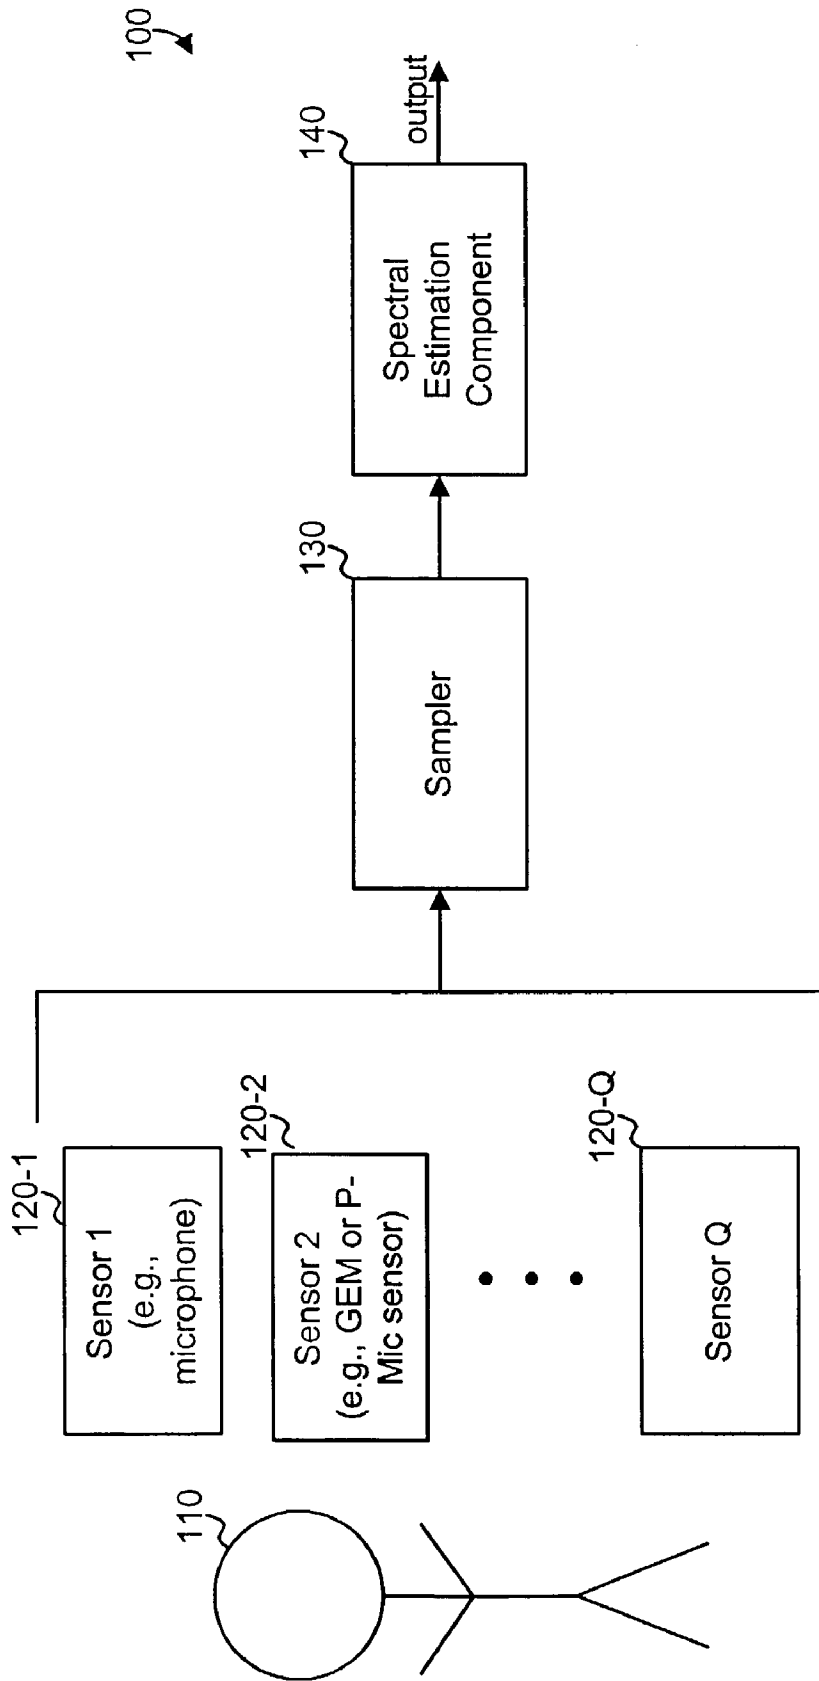 100
110
120-1
Sensor 1
(e.g.,
microphone)
120-2
Sensor 2
(e.g., GEM or P-
Mic sensor)
120-Q
Sensor Q
130
Sampler
140
Spectral
Estimation
Component
output